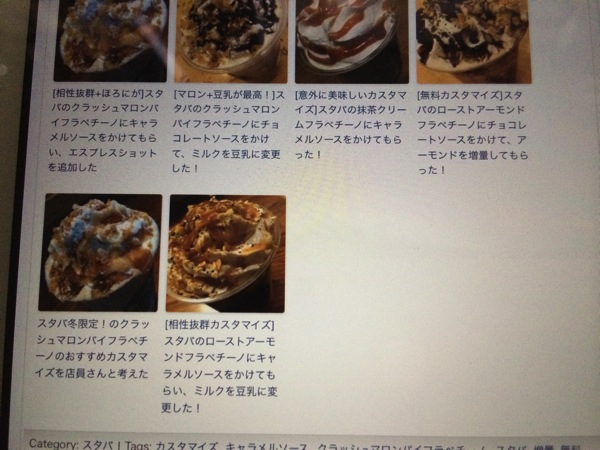 [相性抜群+ほろにが]スタ
バのクラッシュマロンパ
イフラペチーノにキャラ
メルソースをかけてもら
い、エスプレスショット
を追加した
[マロン+豆乳が最高！]ス
タバのクラッシュマロン
パイフラペチーノにチョ
コレートソースをかけ
て、ミルクを豆乳に変更
した！
[意外に美味しいカスタマ
イズ]スタバの抹茶クリー
ムフラペチーノにキャラ
メルソースをかけてもら
った！
[無料カスタマイズ]スタ
バのローストアーモンド
フラペチーノにチョコレ
ートソースをかけて、ア
ーモンドを増量してもら
った！
スタバ冬限定！のクラッ
シュマロンパイフラペチ
ーノのおすすめカスタマ
イズを店員さんと考えた
[相性抜群カスタマイズ]
スタバのローストアーモ
ンドフラペチーノにキャ
ラメルソースをかけても
らい、ミルクを豆乳に変
更した！
Category: スタバ | Tags: カスタマイズ, キャラメルソース, クラッシュマロンパイフラペチーノ, スタバ, 増量, 無料